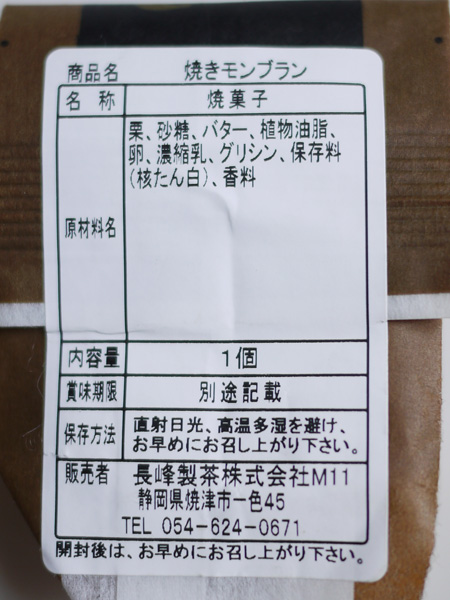 商品名 焼きモンブラン
名 称 焼菓子
原材料名 栗、砂糖、バター、植物油脂、
卵、濃縮乳、グリシン、保存料
(核たん白)、香料
内容量 1個
賞味期限 別途記載
保存方法 直射日光、高温多湿を避け、
お早めにお召し上がり下さい。
販売者 長峰製茶株式会社M11
静岡県焼津市一色45
TEL 054-624-0671
開封後は、お早めにお召し上がり下さい。